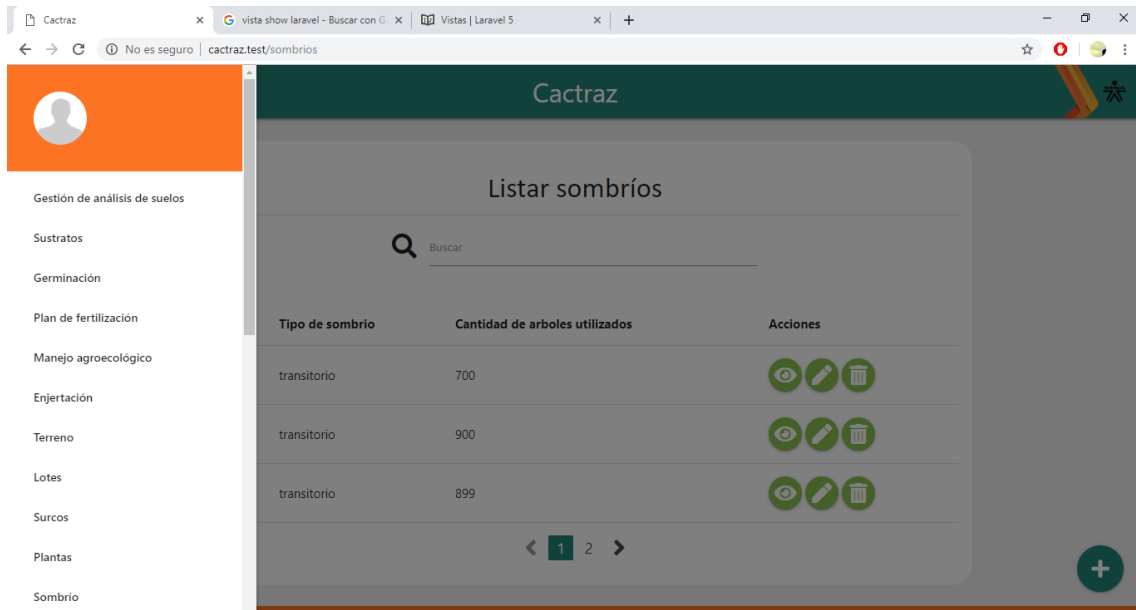 Cactraz
vista show laravel - Buscar con G
Vistas | Laravel 5
No es seguro | cactraz.test/sombrios
Cactraz
Gestión de análisis de suelos
Sustratos
Germinación
Plan de fertilización
Manejo agroecológico
Enjertación
Terreno
Lotes
Surcos
Plantas
Sombrío
Listar sombríos
Buscar
Tipo de sombrio Cantidad de arboles utilizados Acciones
transitorio 700
transitorio 900
transitorio 899
1 2